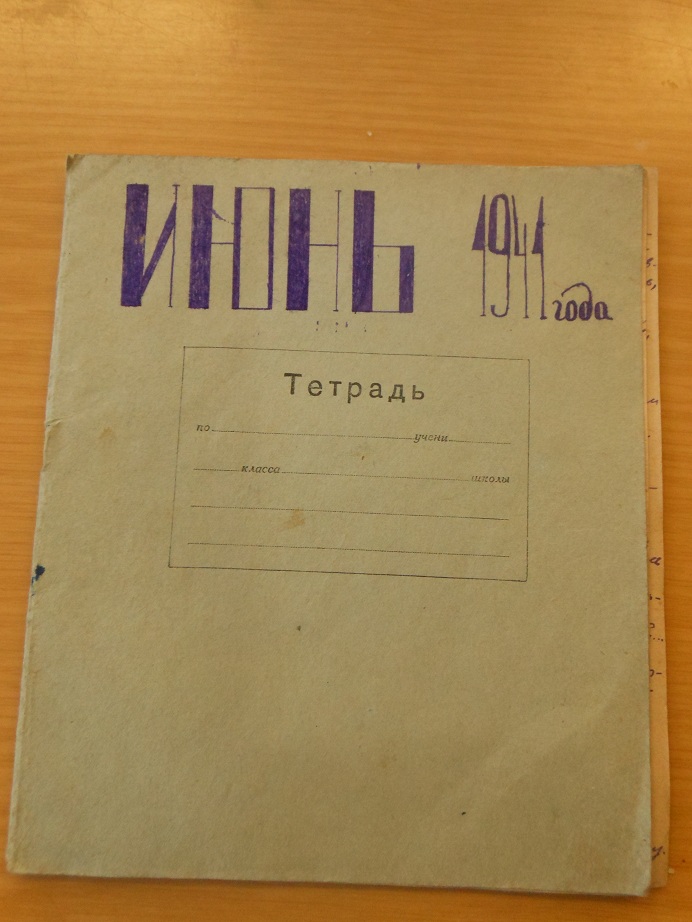 ИЮНЬ 1941 года
Тетрадь
по учени
класса школы